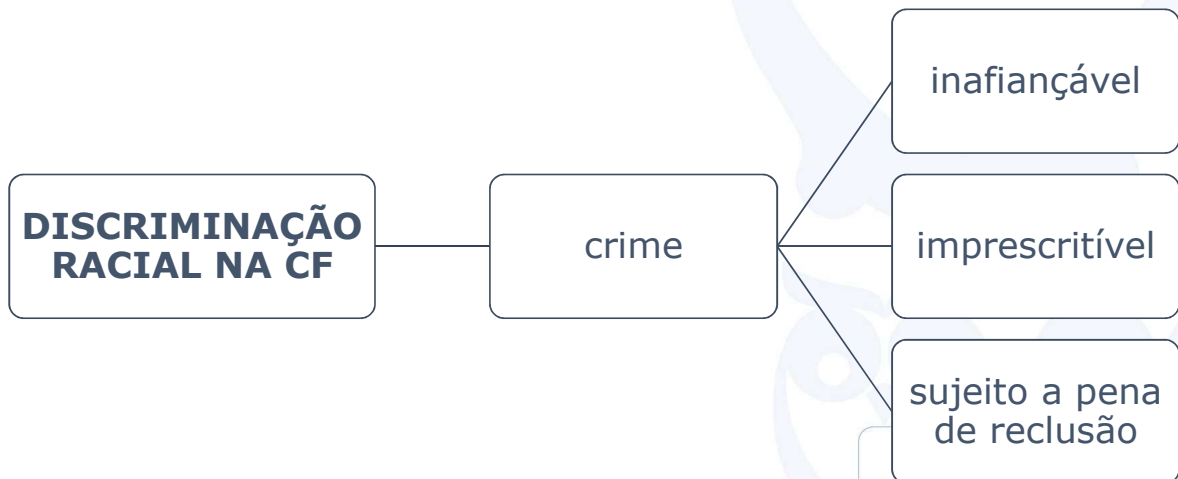 DISCRIMINAÇÃO
RACIAL NA CF
crime
inafiançável
imprescritível
sujeito a pena
de reclusão